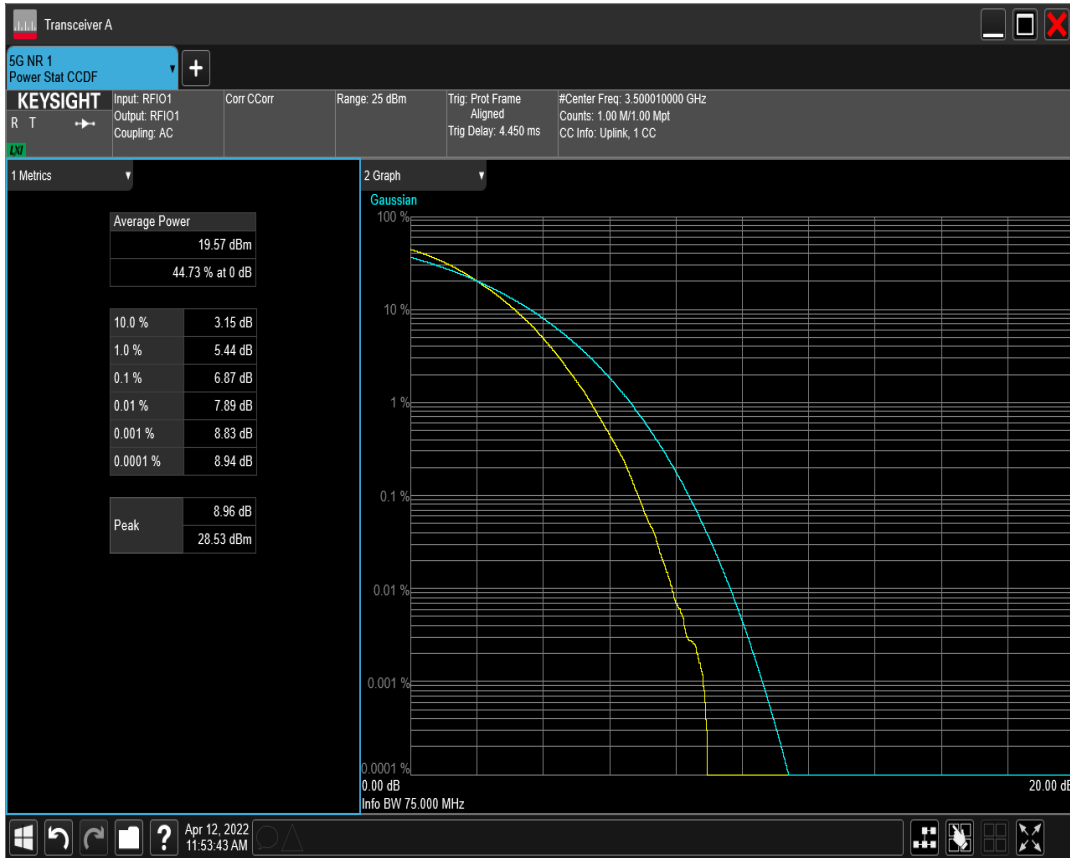 Transceiver A
5G NR 1
Power Stat CCDF
KEYSIGHT
R T
LXI
Input: RFIO1
Output: RFIO1
Coupling: AC
Corr CCorr
Range: 25 dBm
Trig: Prot Frame
Aligned
Trig Delay: 4.450 ms
#Center Freq: 3.500010000 GHz
Counts: 1.00 M/1.00 Mpt
CC Info: Uplink, 1 CC
1 Metrics
Average Power
19.57 dBm
44.73 % at 0 dB
10.0 % 3.15 dB
1.0 % 5.44 dB
0.1 % 6.87 dB
0.01 % 7.89 dB
0.001 % 8.83 dB
0.0001 % 8.94 dB
Peak
8.96 dB
28.53 dBm
2 Graph
Gaussian
100 %
10 %
1 %
0.1 %
0.01 %
0.001 %
0.0001 %
0.00 dB 20.00 dB
Info BW 75.000 MHz
?
Apr 12, 2022
11:53:43 AM